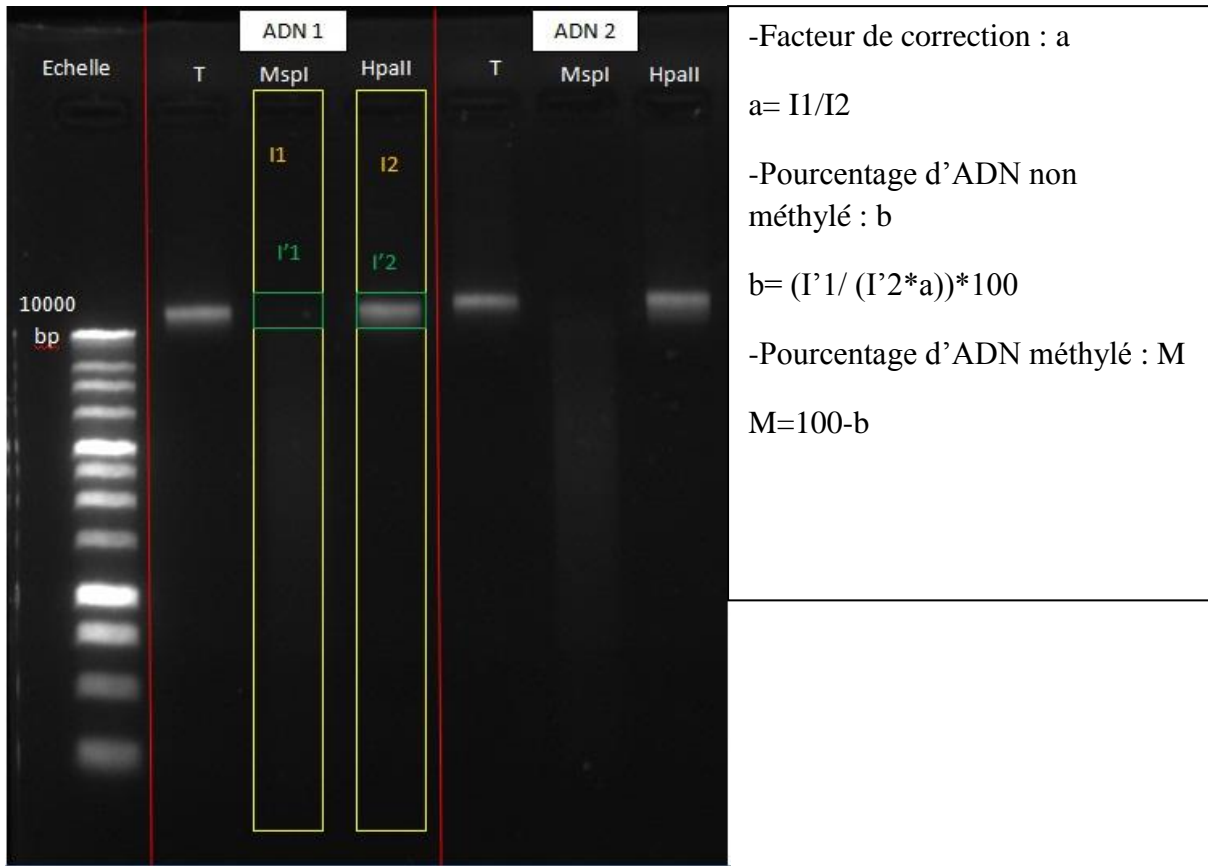 ADN 1
ADN 2
Echelle
T
MspI
HpaII
T
MspI
HpaII
I1
I2
I'1
I'2
10000
bp
-Facteur de correction : a
a= I1/I2
-Pourcentage d’ADN non
méthylé : b
b= (I’1/ (I’2*a))*100
-Pourcentage d’ADN méthylé : M
M=100-b